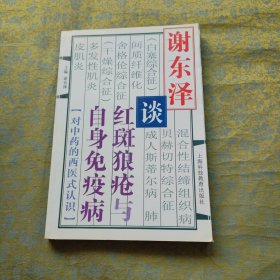 谢东泽
谈
红斑狼疮与
自身免疫病
【对中药的西医式认识】
混合性结缔组织病
贝赫切特综合征
(白塞综合征)
成人斯蒂尔病 肺
间质纤维化
舍格伦综合征
(干燥综合征)
多发性肌炎
皮肌炎
上海科技教育出版社